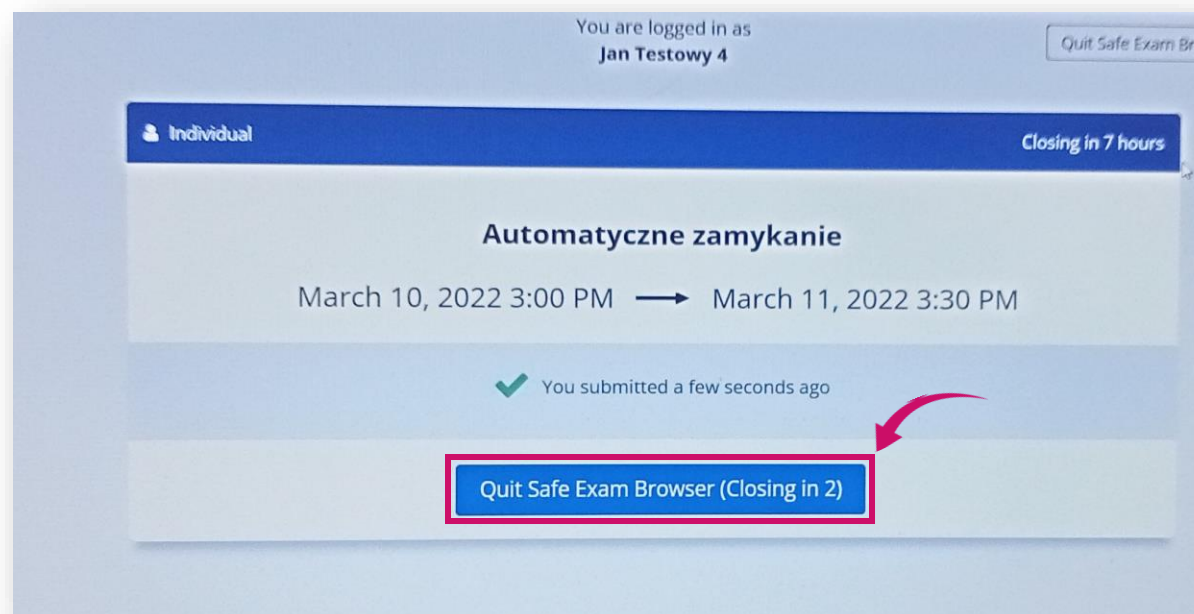 You are logged in as
Jan Testowy 4
Quit Safe Exam
Individual
Closing in 7 hours
Automatyczne zamykanie
March 10, 2022 3:00 PM → March 11, 2022 3:30 PM
You submitted a few seconds ago
Quit Safe Exam Browser (Closing in 2)